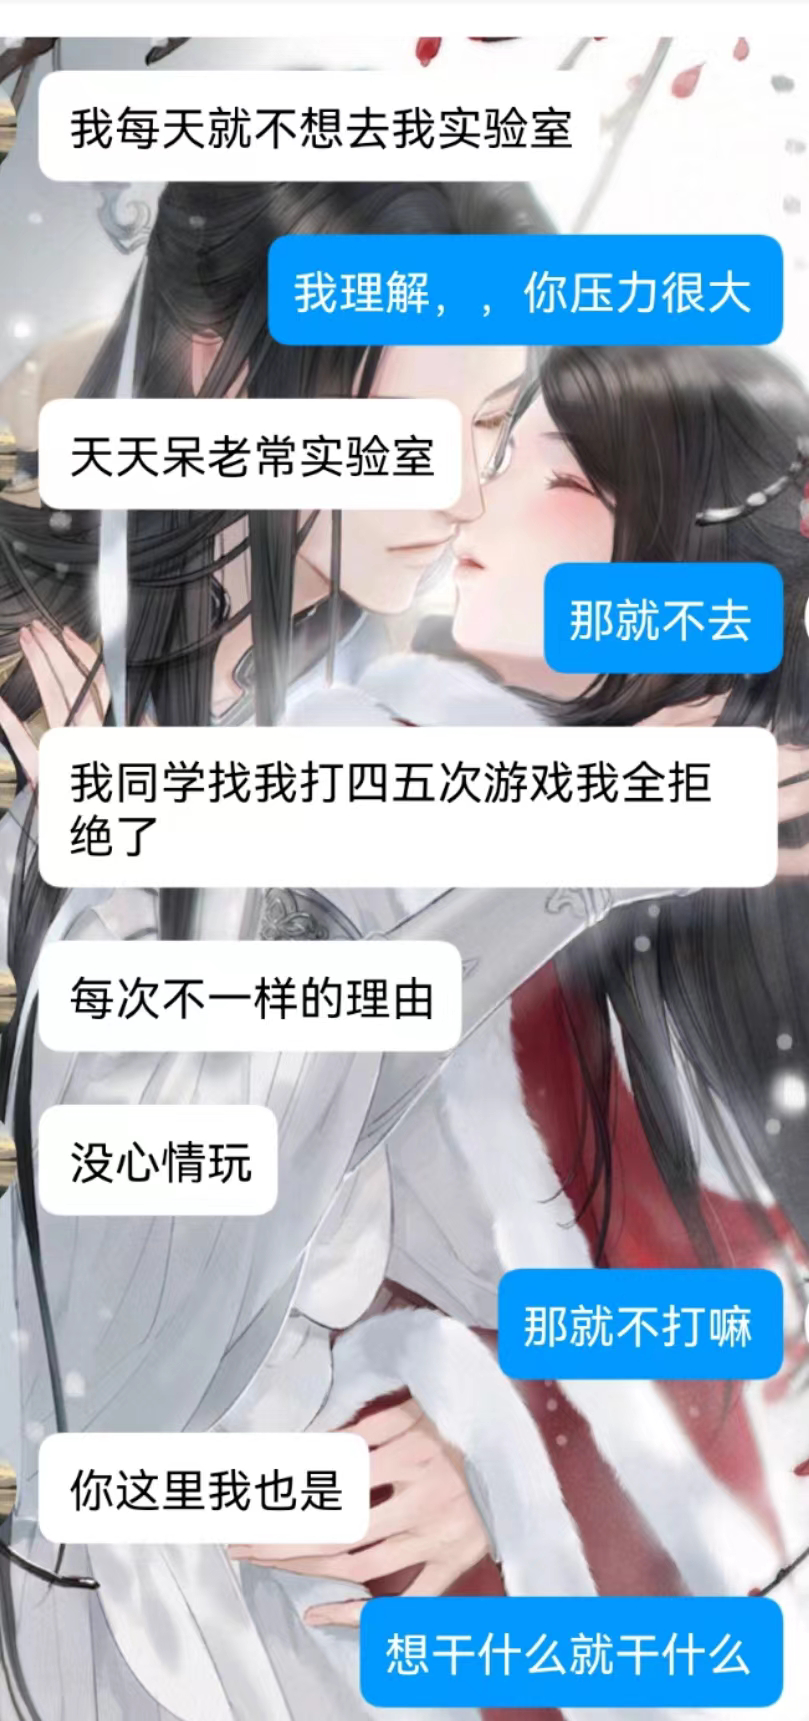 我每天就不想去我实验室
我理解，，你压力很大
天天呆老常实验室
那就不去
我同学找我打四五次游戏我全拒
绝了
每次不一样的理由
没心情玩
那就不打嘛
你这里我也是
想干什么就干什么